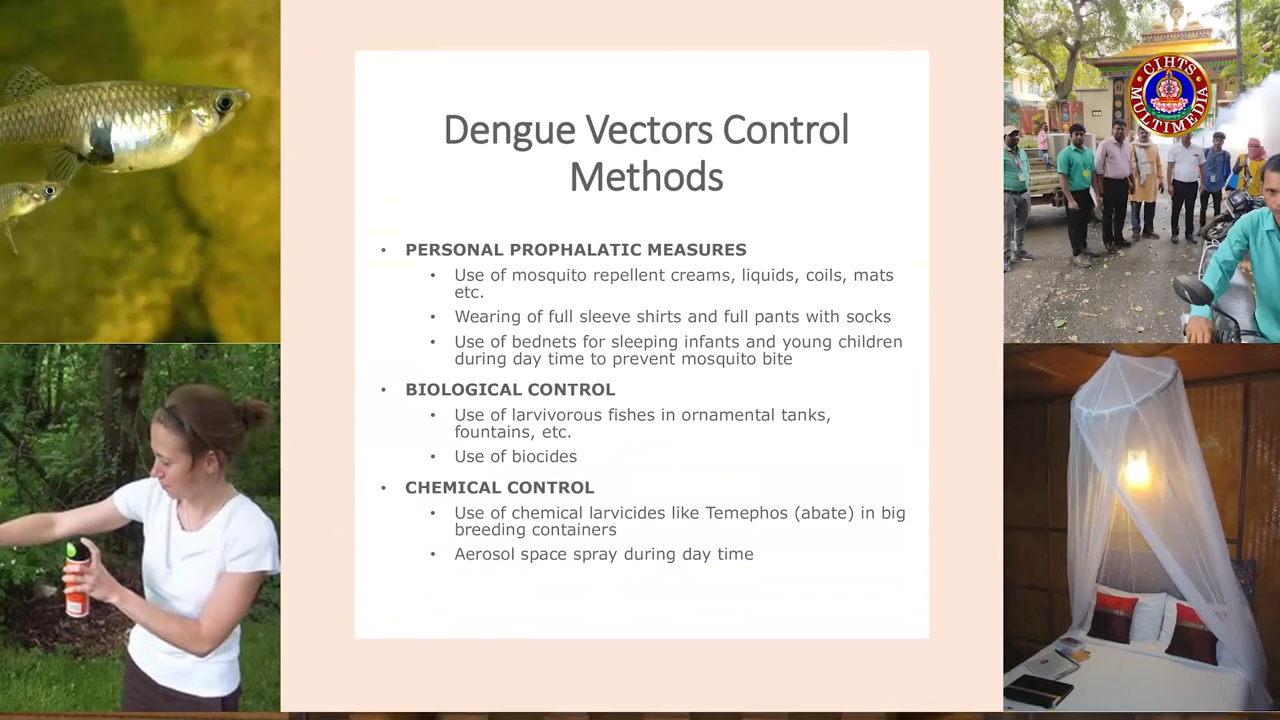 Dengue Vectors Control
Methods
• PERSONAL PROPHALATIC MEASURES
• Use of mosquito repellent creams, liquids, coils, mats
etc.
• Wearing of full sleeve shirts and full pants with socks
• Use of bednets for sleeping infants and young children
during day time to prevent mosquito bite
• BIOLOGICAL CONTROL
• Use of larvivorous fishes in ornamental tanks,
fountains, etc.
• Use of biocides
• CHEMICAL CONTROL
• Use of chemical larvicides like Temephos (abate) in big
breeding containers
• Aerosol space spray during day time
CIHTS
MULTIMEDIA